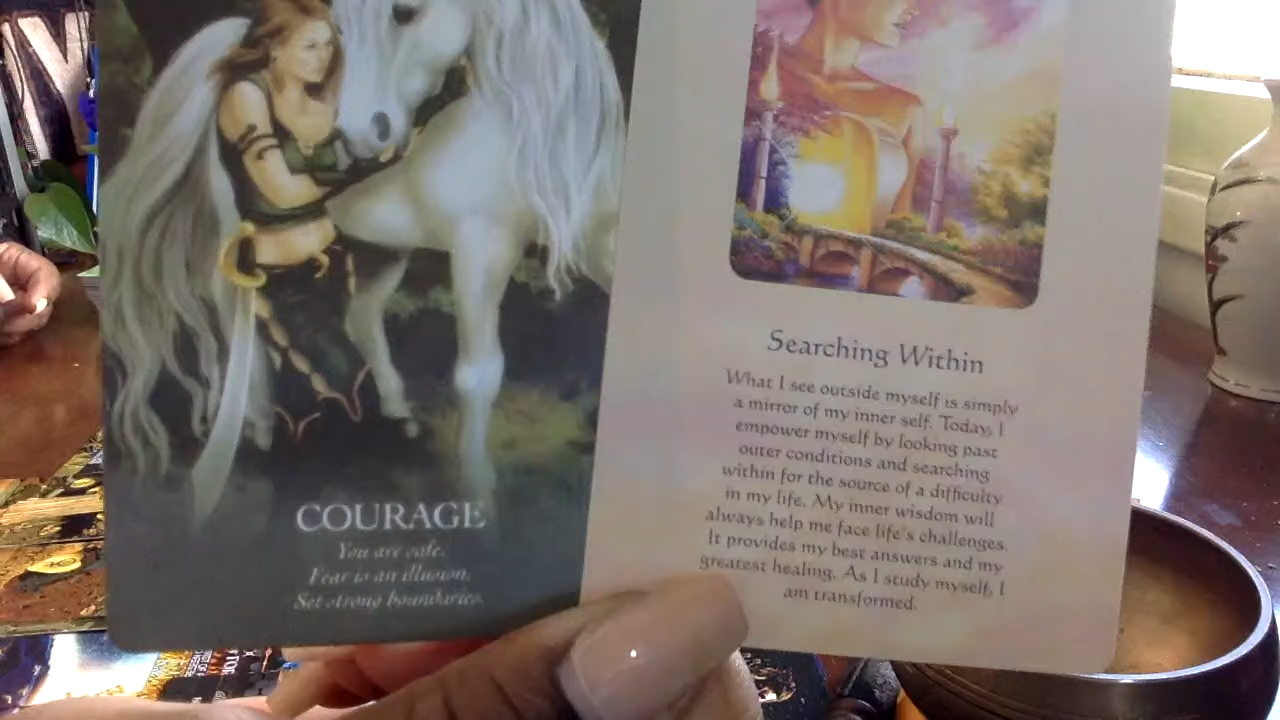 COURAGE
You are safe.
Fear is an illusion.
Set strong boundaries.
Searching Within
What I see outside myself is simply
a mirror of my inner self. Today, I
empower myself by looking past
outer conditions and searching
within for the source of a difficulty
in my life. My inner wisdom will
always help me face life's challenges.
It provides my best answers and my
greatest healing. As I study myself, I
am transformed.